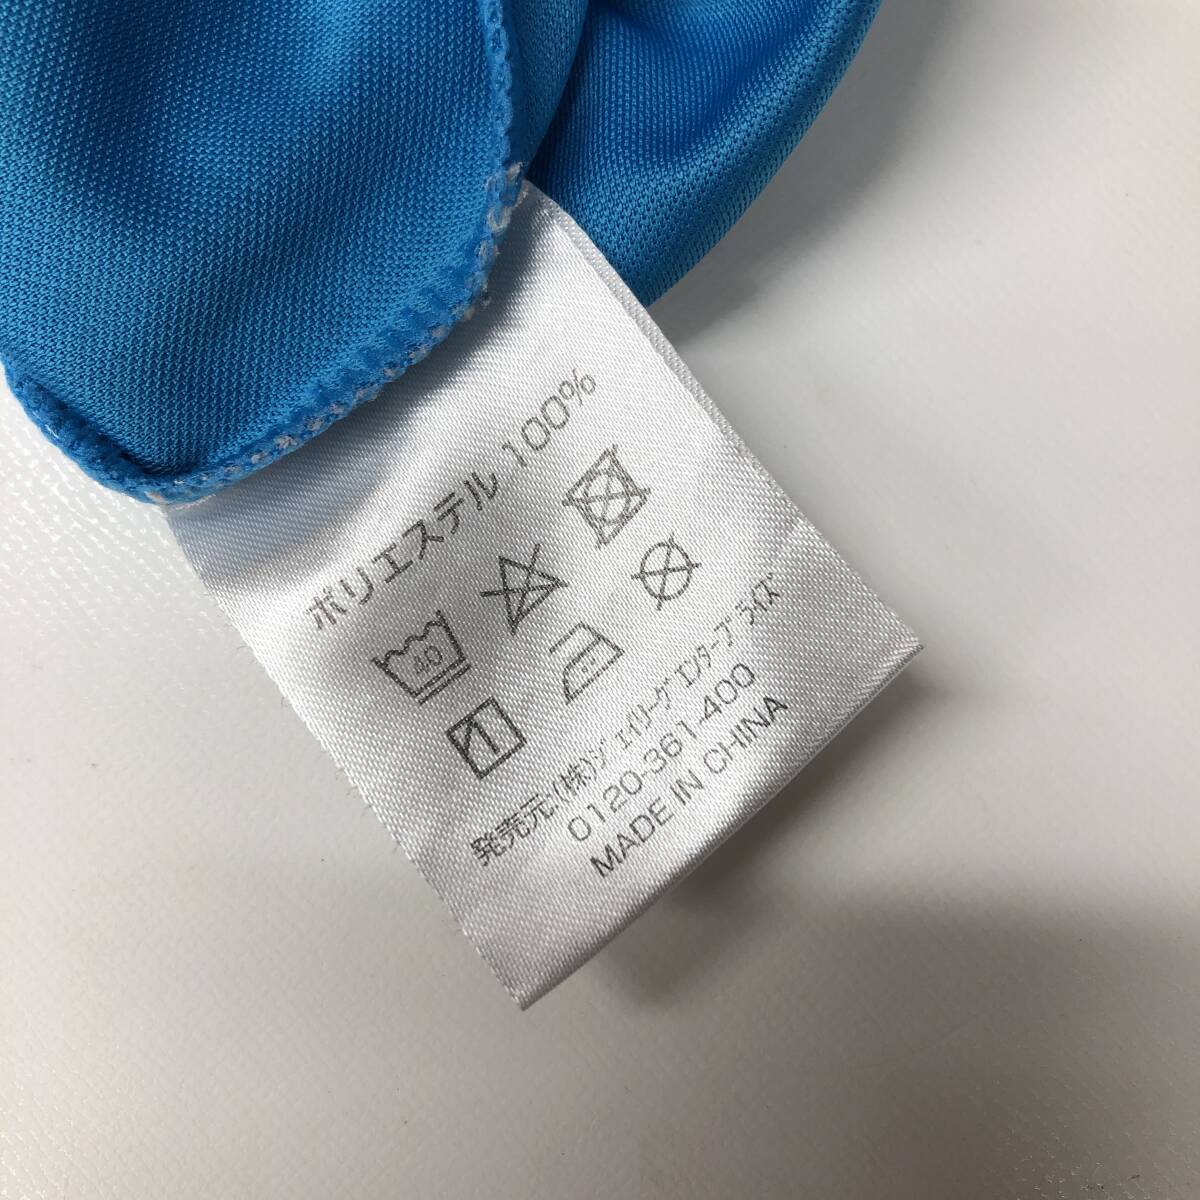 ポリエステル 100%
40
発売元:(株)ジェイリーグエンタープライズ
0120-361-400
MADE IN CHINA